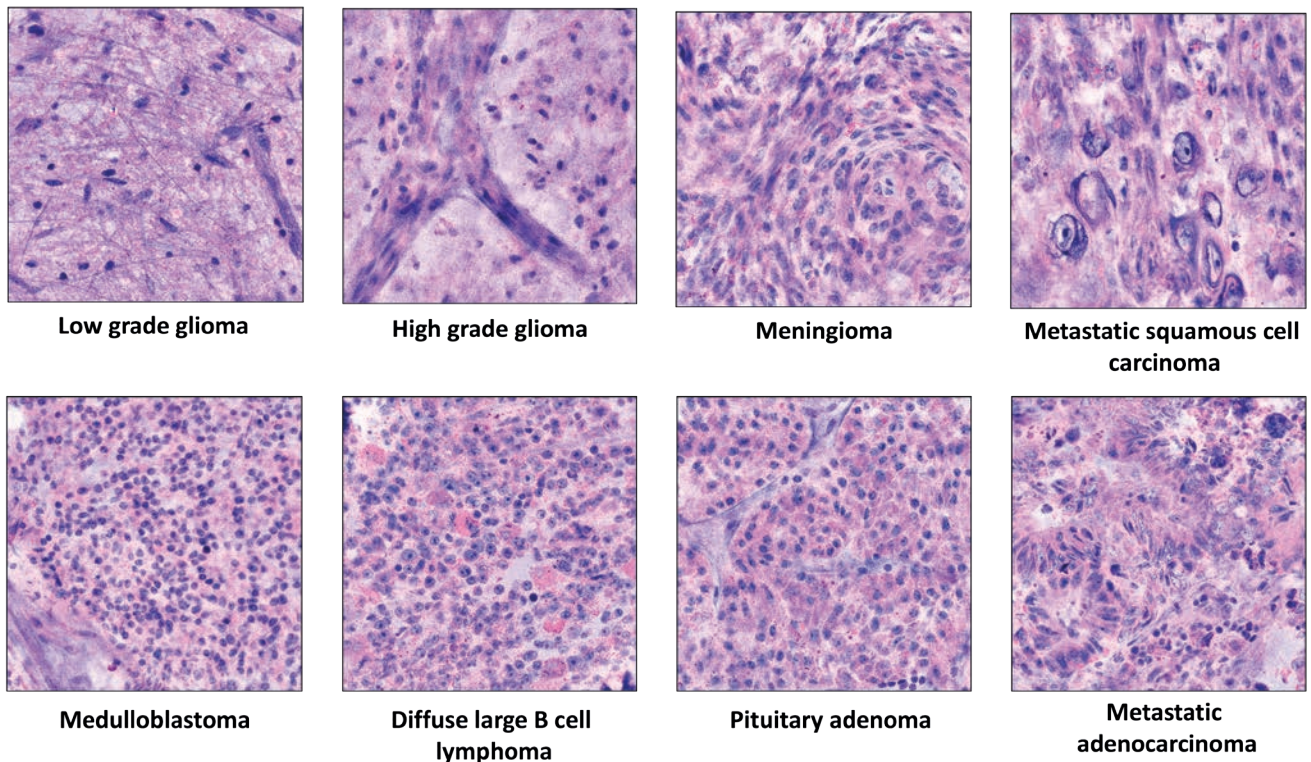 Low grade glioma
High grade glioma
Meningioma
Metastatic squamous cell
carcinoma
Medulloblastoma
Diffuse large B cell
lymphoma
Pituitary adenoma
Metastatic
adenocarcinoma